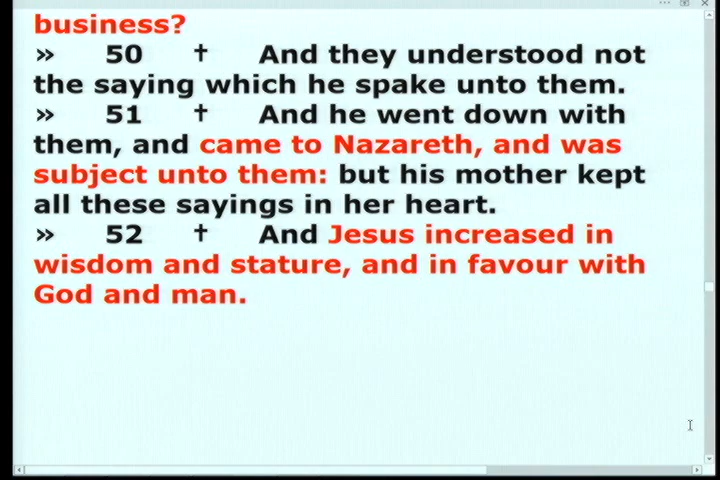 business?
» 50 ✝ And they understood not
the saying which he spake unto them.
» 51 ✝ And he went down with
them, and came to Nazareth, and was
subject unto them: but his mother kept
all these sayings in her heart.
» 52 ✝ And Jesus increased in
wisdom and stature, and in favour with
God and man.